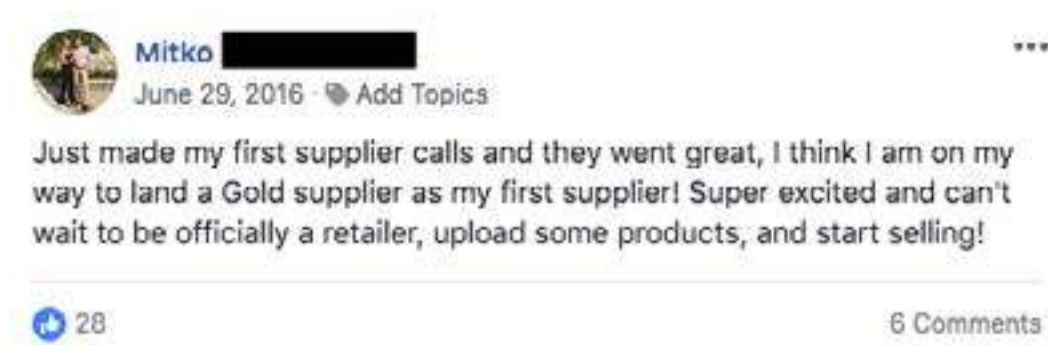 Mitko
June 29, 2016 · Add Topics
Just made my first supplier calls and they went great, I think I am on my
way to land a Gold supplier as my first supplier! Super excited and can't
wait to be officially a retailer, upload some products, and start selling!
28
6 Comments